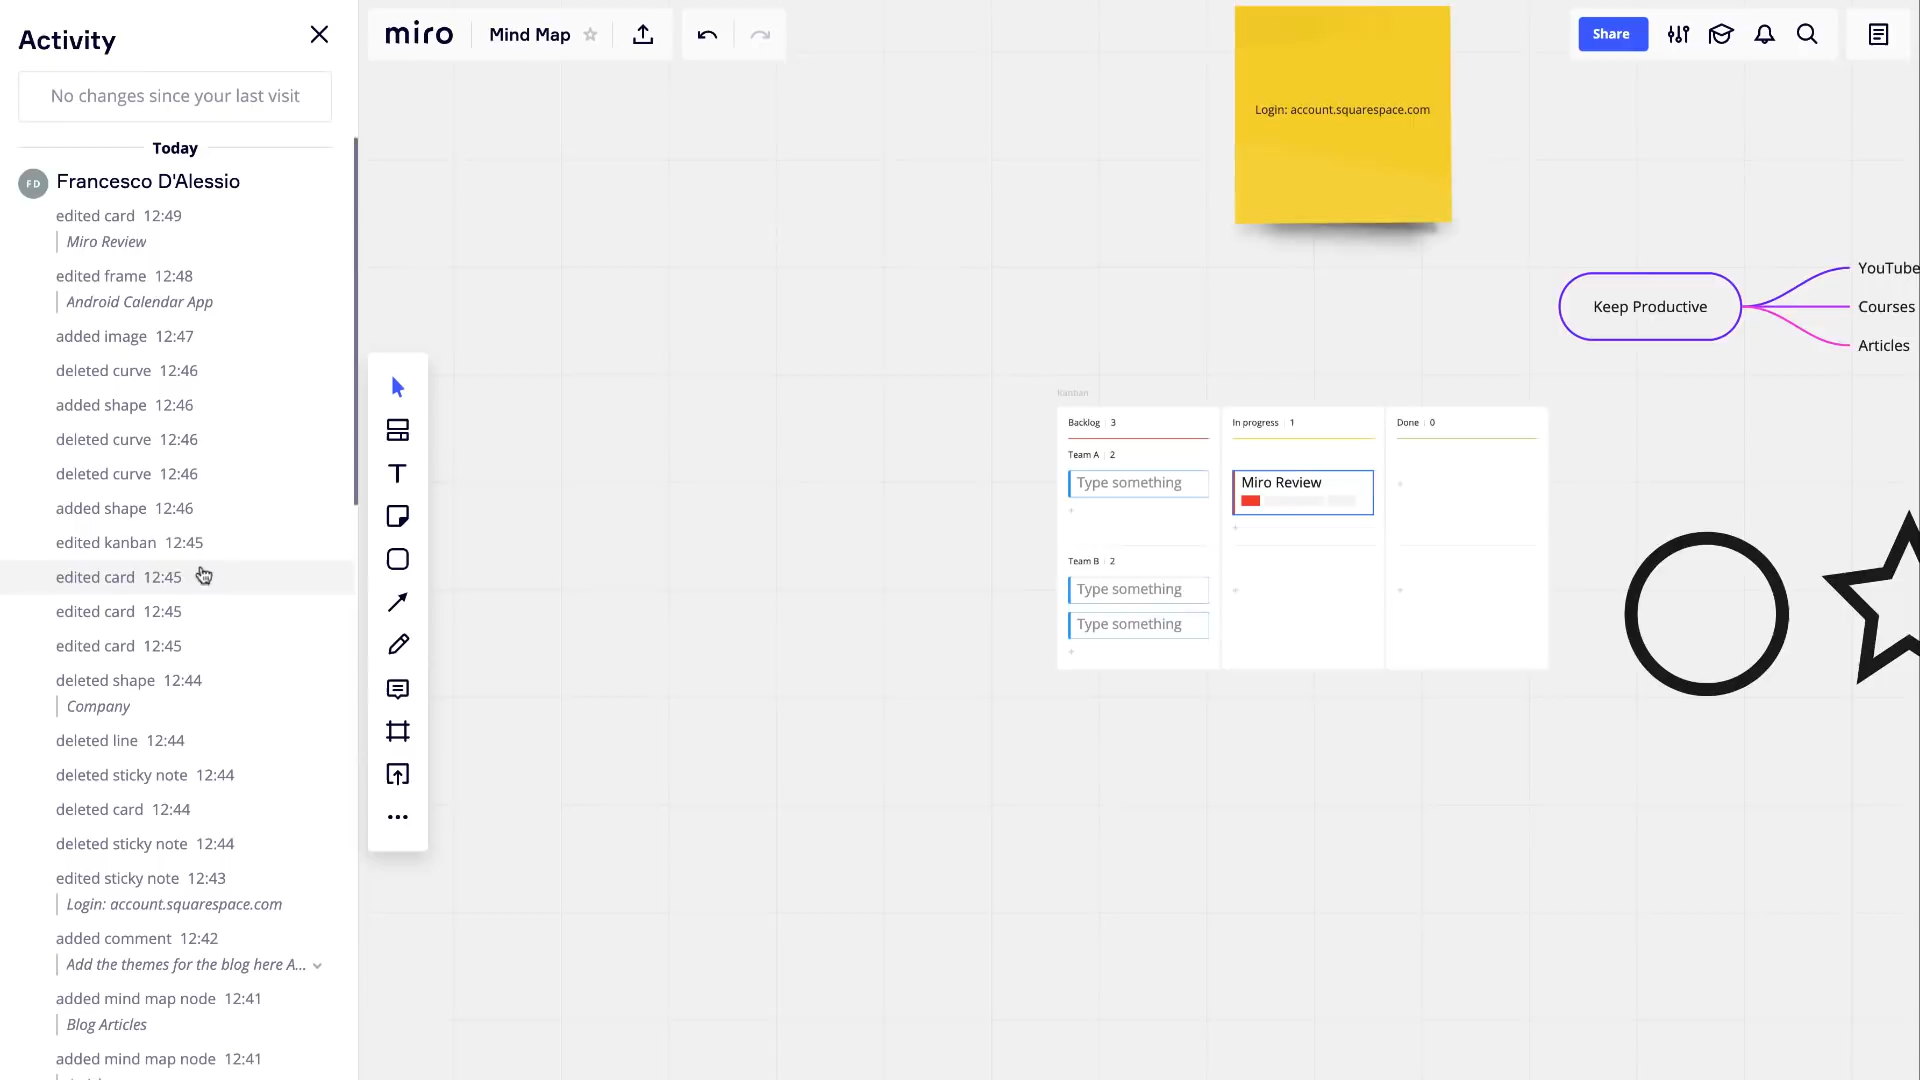 Activity
No changes since your last visit
Today
FD
Francesco D'Alessio
edited card 12:49
Miro Review
edited frame 12:48
Android Calendar App
added image 12:47
deleted curve 12:46
added shape 12:46
deleted curve 12:46
deleted curve 12:46
added shape 12:46
edited kanban 12:45
edited card 12:45
edited card 12:45
edited card 12:45
deleted shape 12:44
Company
deleted line 12:44
deleted sticky note 12:44
deleted card 12:44
deleted sticky note 12:44
edited sticky note 12:43
Login: account.squarespace.com
added comment 12:42
Add the themes for the blog here A...
added mind map node 12:41
Blog Articles
added mind map node 12:41
miro
Mind Map
Share
Login: account.squarespace.com
Keep Productive
YouTube
Courses
Articles
Kanban
Backlog 3
In progress 1
Done 0
Team A 2
Type something
Miro Review
Team B 2
Type something
Type something